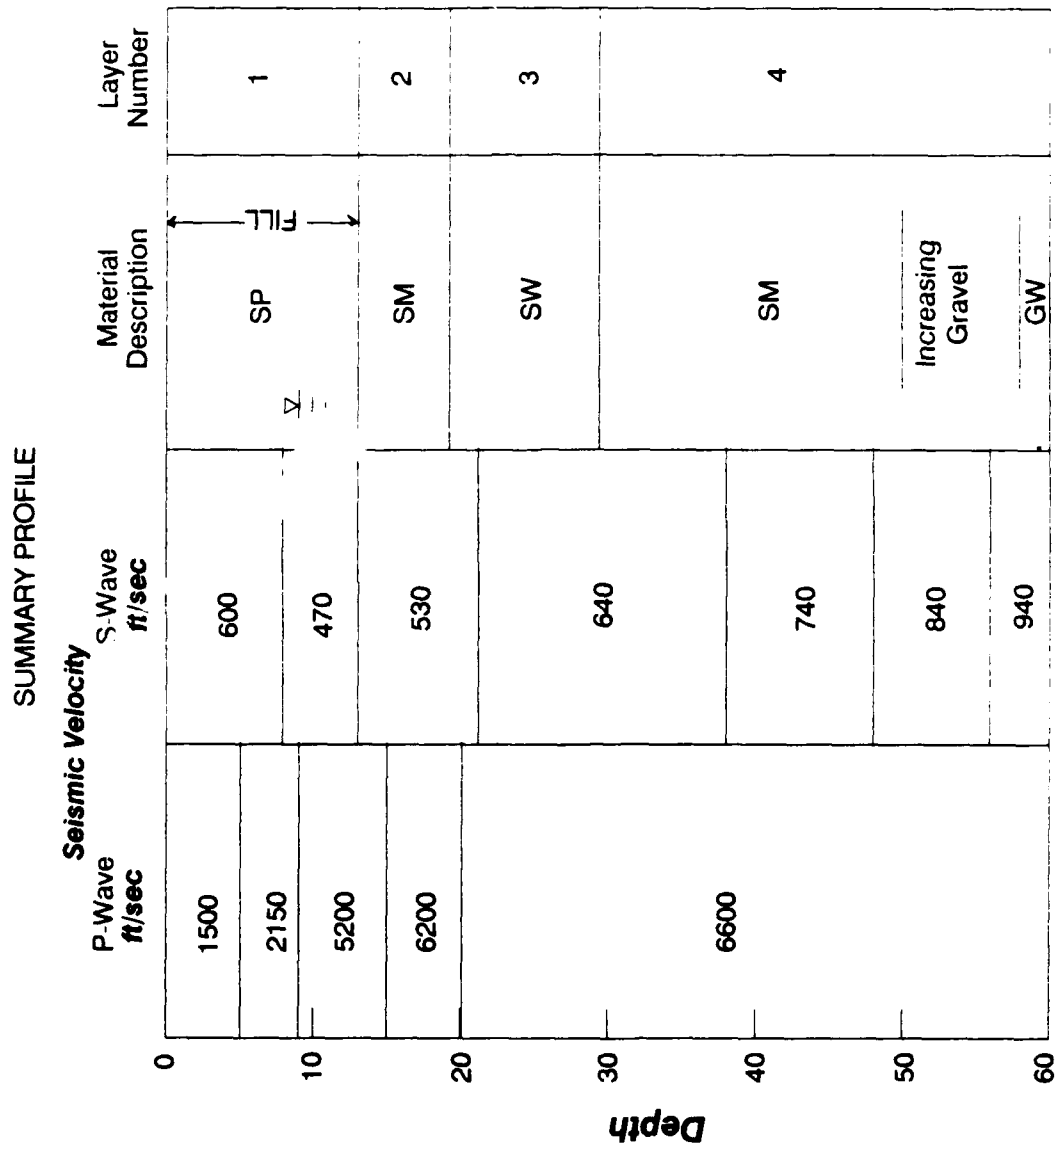 SUMMARY PROFILE
Seismic Velocity
P-Wave
ft/sec
S-Wave
ft/sec
Material
Description
Layer
Number
Depth
0
10
20
30
40
50
60
1500
2150
5200
6200
6600
600
470
530
640
740
840
940
SP
FILL
SM
SW
SM
Increasing
Gravel
GW
1
2
3
4